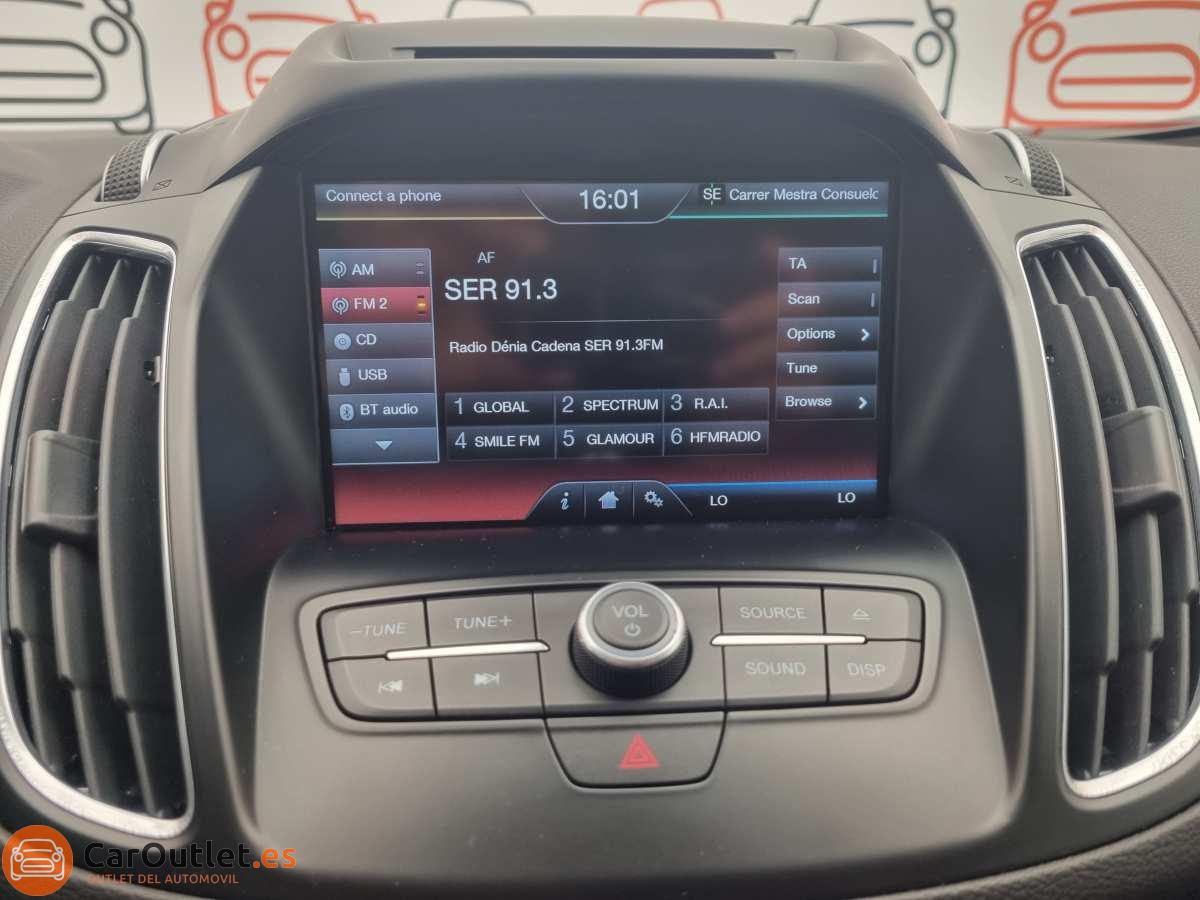 Connect a phone
16:01
SE Carrer Mestra Consuelo
AM
FM 2
CD
USB
BT audio
AF
SER 91.3
Radio Dénia Cadena SER 91.3FM
1 GLOBAL 2 SPECTRUM 3 R.A.I.
4 SMILE FM 5 GLAMOUR 6 HFMRADIO
TA
Scan
Options
Tune
Browse
i
LO
LO
-TUNE
TUNE+
VOL
SOURCE
SOUND
DISP
CarOutlet.es
OUTLET DEL AUTOMOVIL